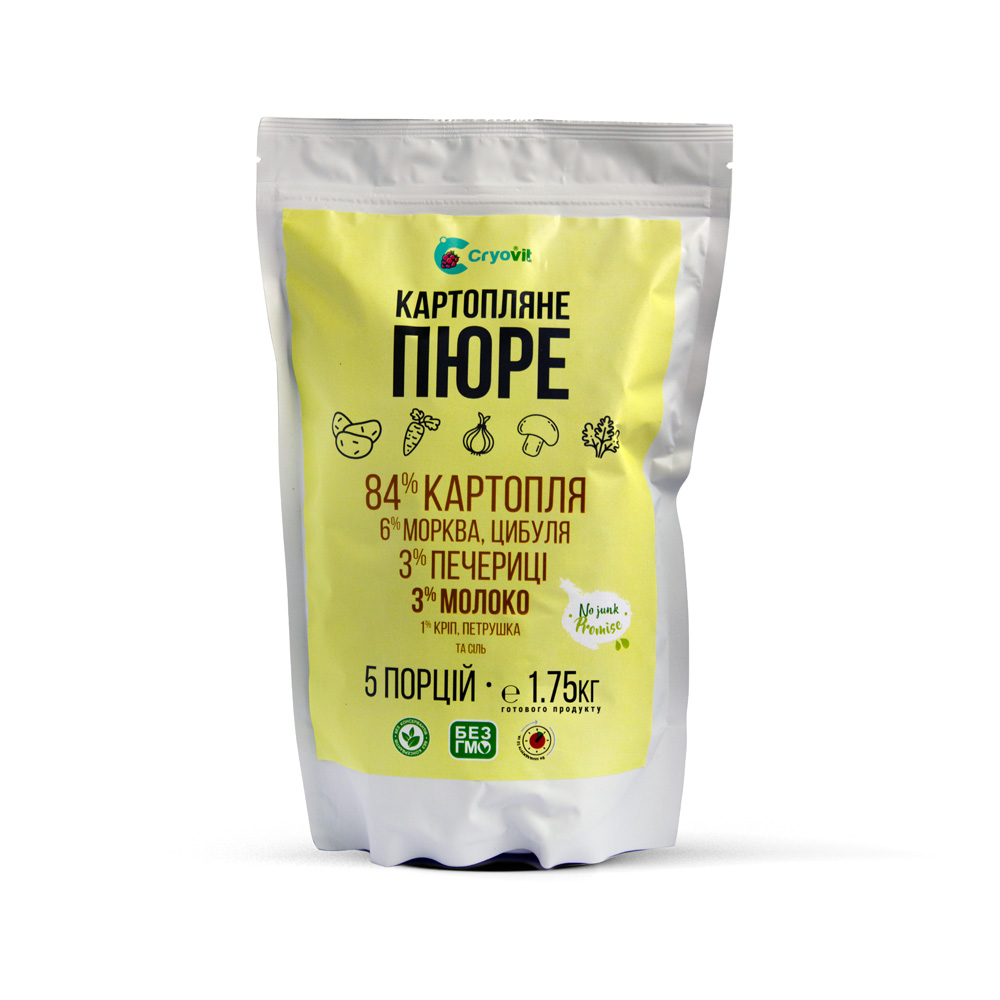 Cryovit
КАРТОПЛЯНЕ
ПЮРЕ
84% КАРТОПЛЯ
6% МОРКВА, ЦИБУЛЯ
3% ПЕЧЕРИЦІ
3% МОЛОКО
1% КРІП, ПЕТРУШКА
ТА СІЛЬ
No junk
Promise
5 ПОРЦІЙ · ℮ 1.75КГ
готового продукту
БЕЗ
ГМО